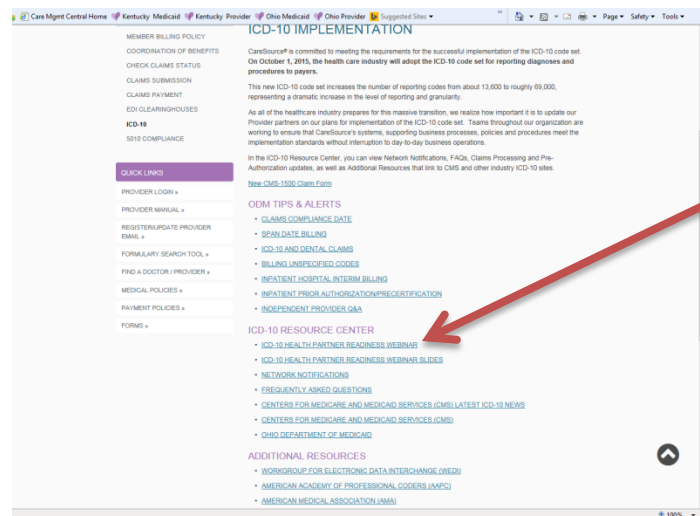 Care Mgmt Central Home Kentucky Medicaid Kentucky Provider Ohio Medicaid Ohio Provider Suggested Sites Page Safety Tools
MEMBER BILLING POLICY
COORDINATION OF BENEFITS
CHECK CLAIMS STATUS
CLAIMS SUBMISSION
CLAIMS PAYMENT
EDI CLEARINGHOUSES
ICD-10
5010 COMPLIANCE
QUICK LINKS
PROVIDER LOGIN »
PROVIDER MANUAL »
REGISTER/UPDATE PROVIDER
EMAIL »
FORMULARY SEARCH TOOL »
FIND A DOCTOR / PROVIDER »
MEDICAL POLICIES »
PAYMENT POLICIES »
FORMS »
ICD-10 IMPLEMENTATION
CareSource® is committed to meeting the requirements for the successful implementation of the ICD-10 code set.
On October 1, 2015, the health care industry will adopt the ICD-10 code set for reporting diagnoses and
procedures to payers.
This new ICD-10 code set increases the number of reporting codes from about 13,600 to roughly 69,000,
representing a dramatic increase in the level of reporting and granularity.
As all of the healthcare industry prepares for this massive transition, we realize how important it is to update our
Provider partners on our plans for implementation of the ICD-10 code set. Teams throughout our organization are
working to ensure that CareSource's systems, supporting business processes, policies and procedures meet the
implementation standards without interruption to day-to-day business operations.
In the ICD-10 Resource Center, you can view Network Notifications, FAQs, Claims Processing and Pre-
Authorization updates, as well as Additional Resources that link to CMS and other industry ICD-10 sites.
New CMS-1500 Claim Form
ODM TIPS & ALERTS
• CLAIMS COMPLIANCE DATE
• SPAN DATE BILLING
• ICD-10 AND DENTAL CLAIMS
• BILLING UNSPECIFIED CODES
• INPATIENT HOSPITAL INTERIM BILLING
• INPATIENT PRIOR AUTHORIZATION/PRECERTIFICATION
• INDEPENDENT PROVIDER Q&A
ICD-10 RESOURCE CENTER
• ICD-10 HEALTH PARTNER READINESS WEBINAR
• ICD-10 HEALTH PARTNER READINESS WEBINAR SLIDES
• NETWORK NOTIFICATIONS
• FREQUENTLY ASKED QUESTIONS
• CENTERS FOR MEDICARE AND MEDICAID SERVICES (CMS) LATEST ICD-10 NEWS
• CENTERS FOR MEDICARE AND MEDICAID SERVICES (CMS)
• OHIO DEPARTMENT OF MEDICAID
ADDITIONAL RESOURCES
• WORKGROUP FOR ELECTRONIC DATA INTERCHANGE (WEDI)
• AMERICAN ACADEMY OF PROFESSIONAL CODERS (AAPC)
• AMERICAN MEDICAL ASSOCIATION (AMA)
100%